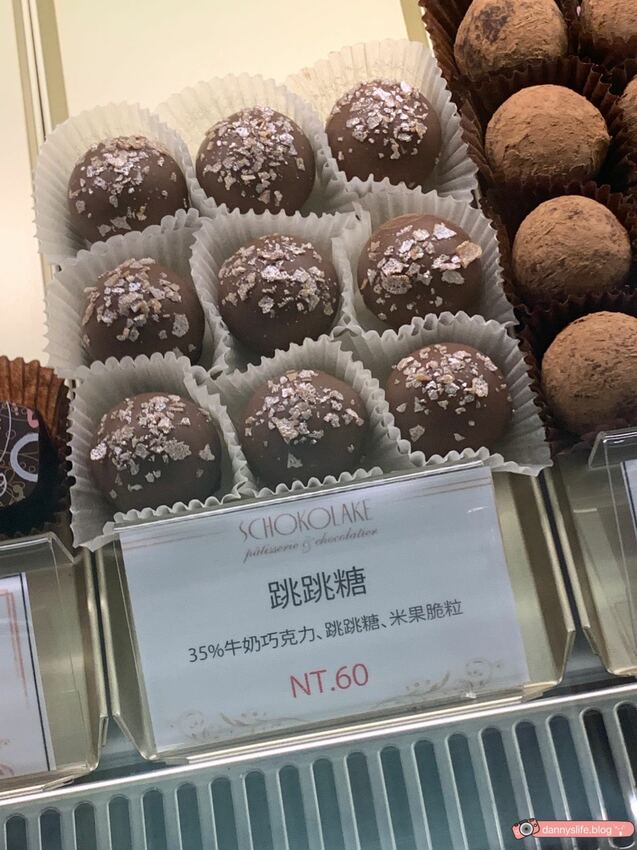 SCHOKOLAKE
pâtisserie & chocolatier
跳跳糖
35%牛奶巧克力、跳跳糖、米果脆粒
NT.60
dannyslife.blog